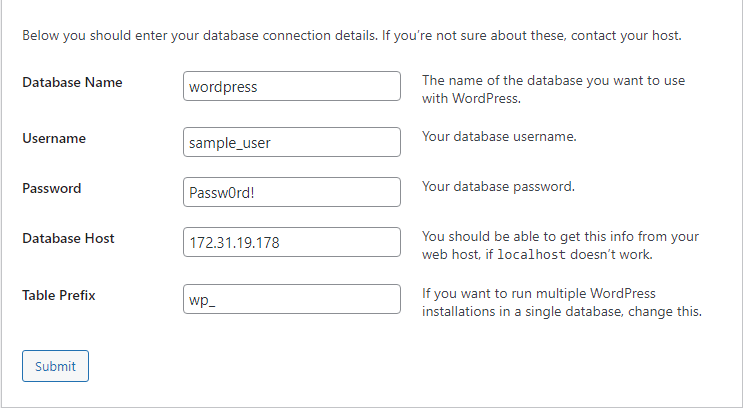 Below you should enter your database connection details. If you’re not sure about these, contact your host.
Database Name
wordpress
The name of the database you want to use
with WordPress.
Username
sample_user
Your database username.
Password
Passw0rd!
Your database password.
Database Host
172.31.19.178
You should be able to get this info from your
web host, if localhost doesn’t work.
Table Prefix
wp_
If you want to run multiple WordPress
installations in a single database, change this.
Submit